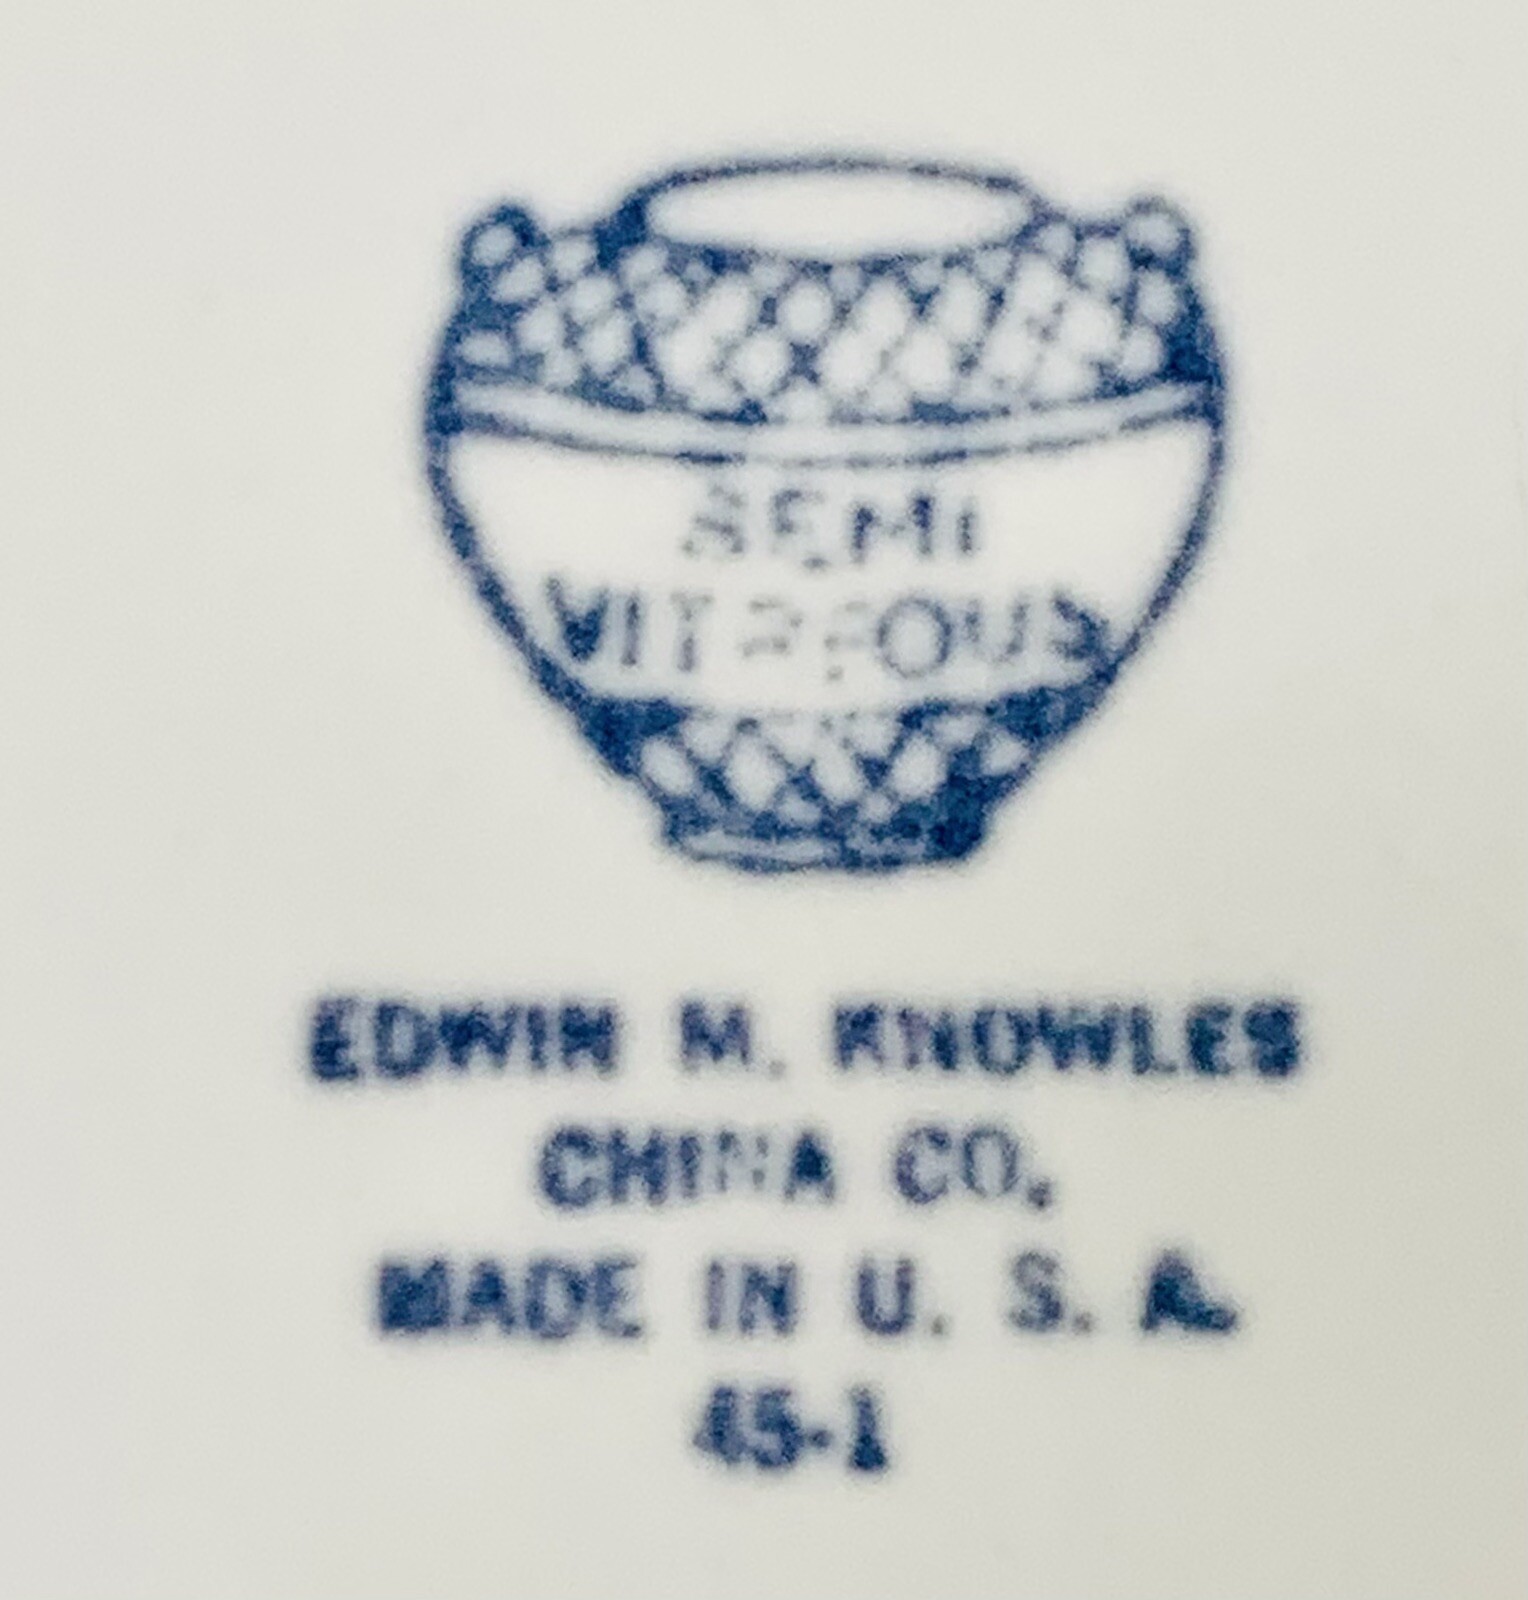 SEMI
VITREOUS
EDWIN M. KNOWLES
CHINA CO.
MADE IN U. S. A.
45-1